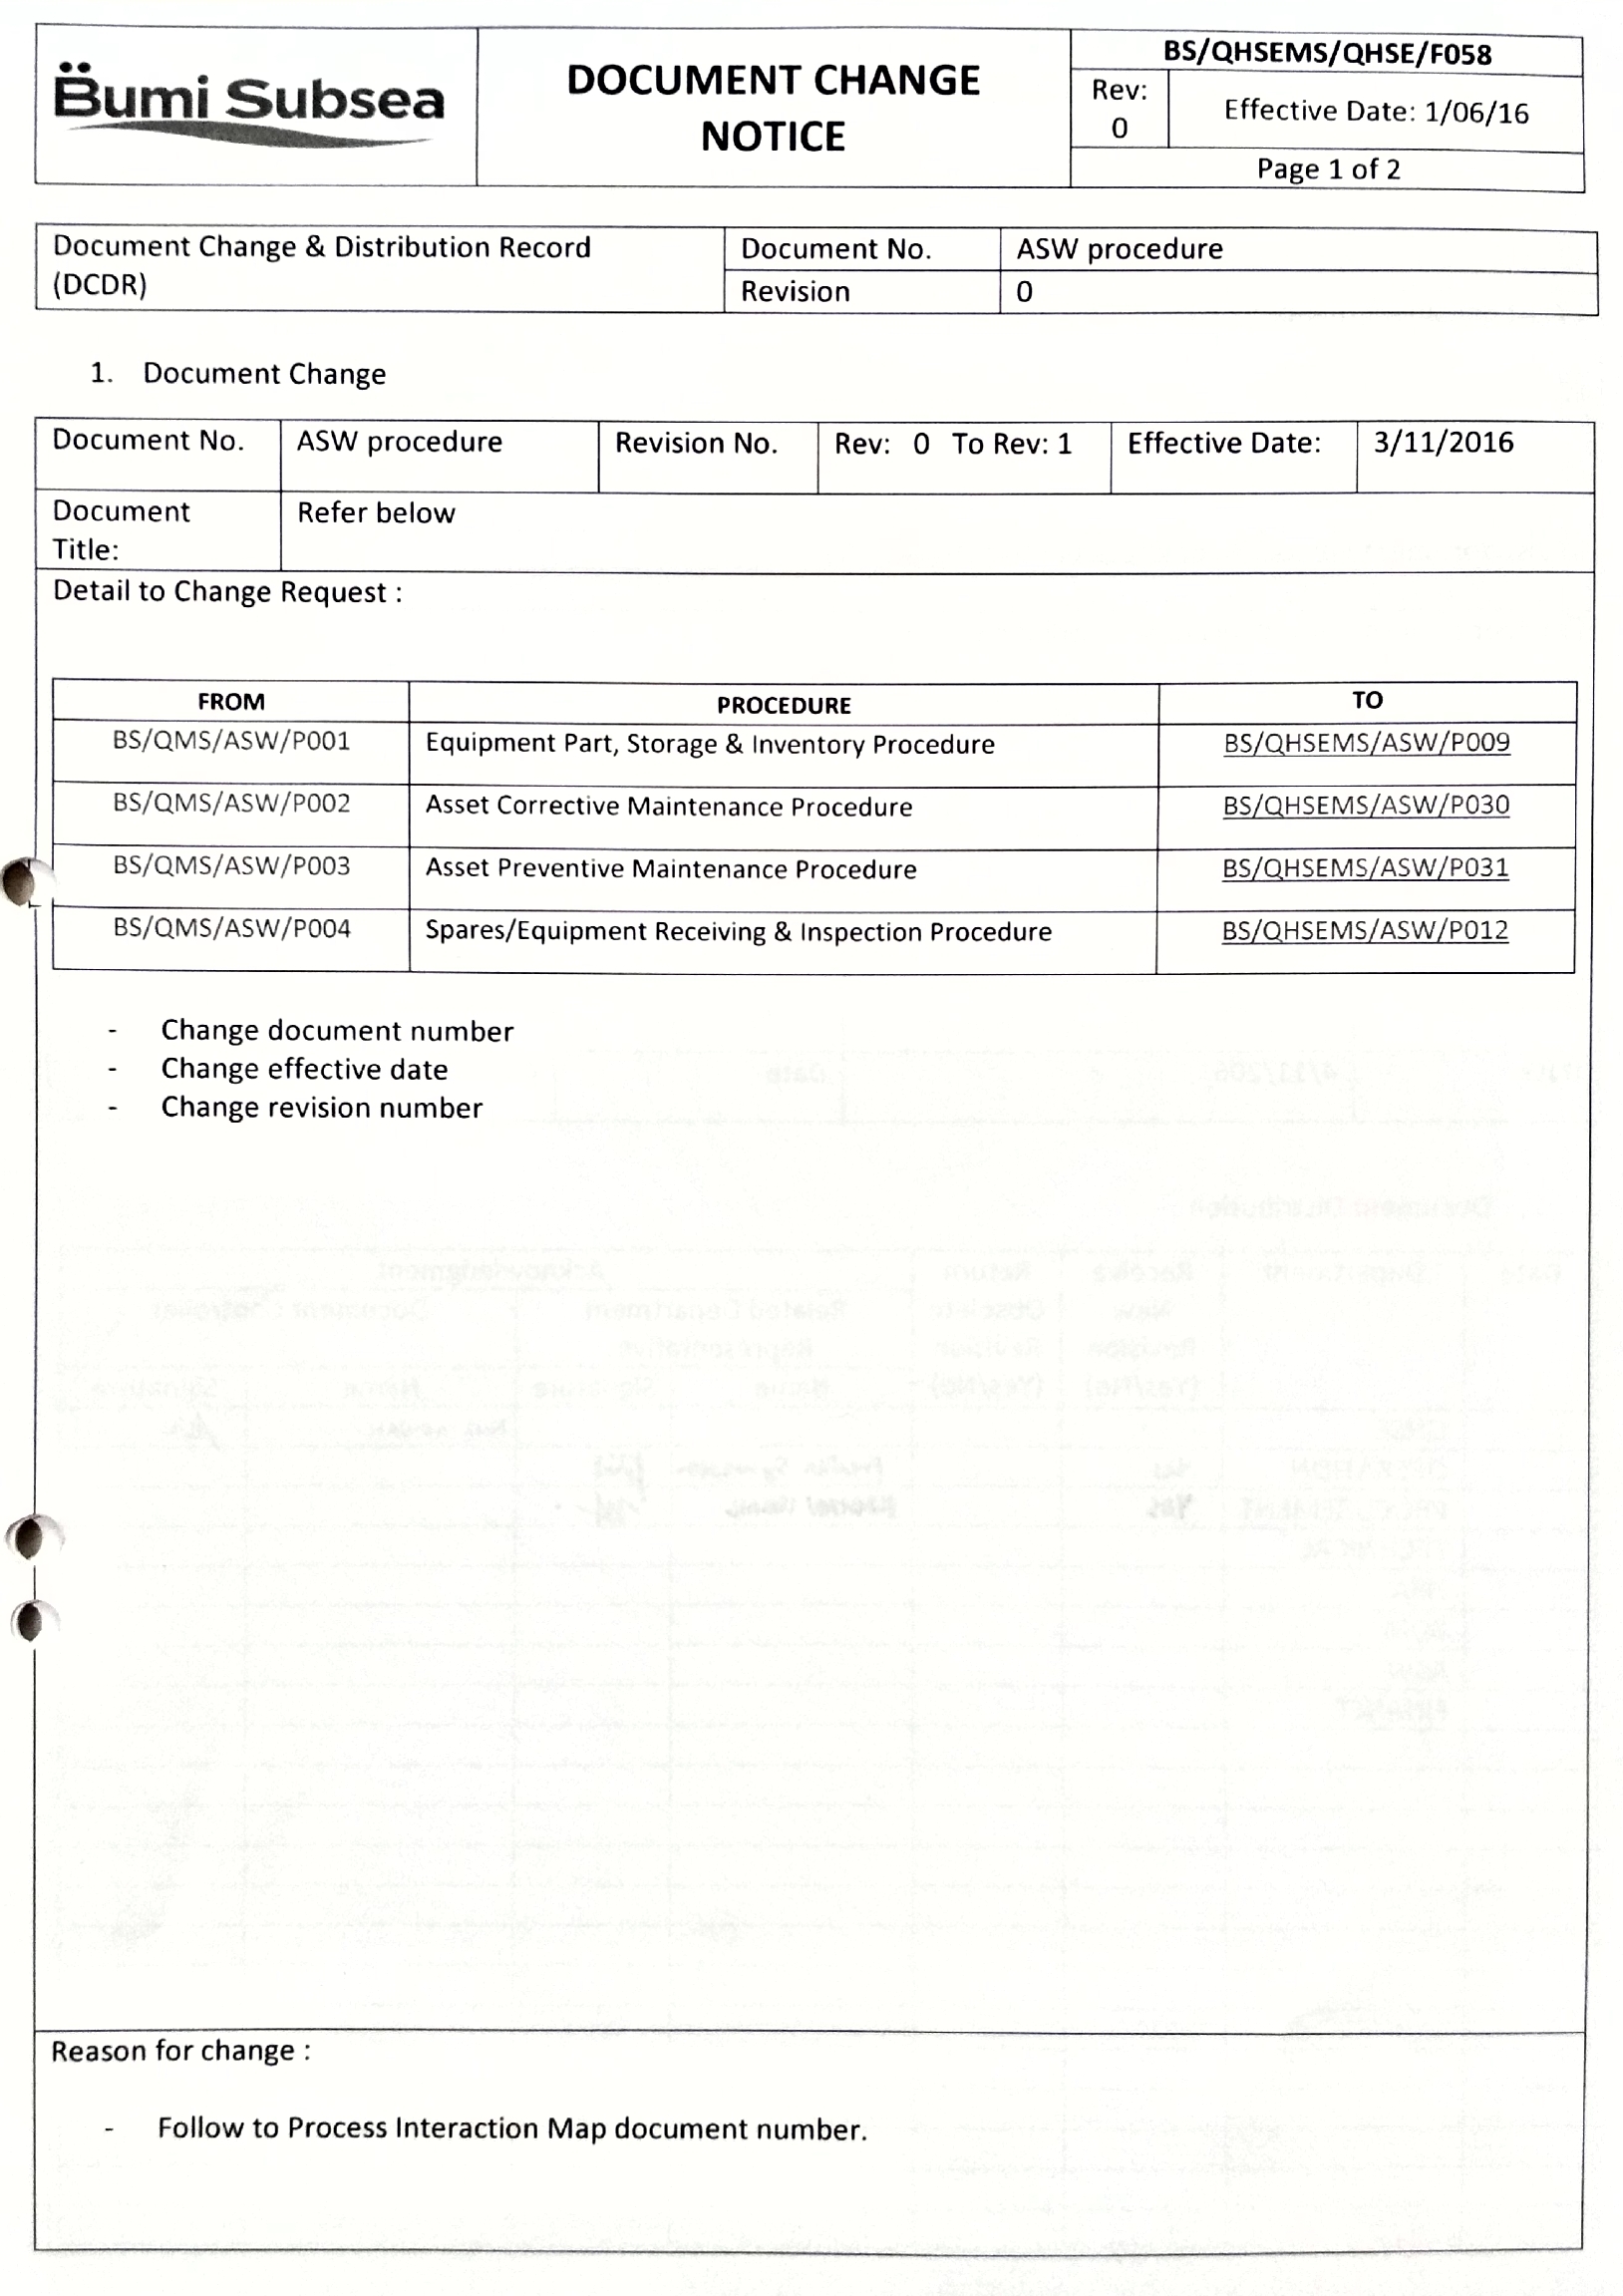 Bumi Subsea
DOCUMENT CHANGE
NOTICE
BS/QHSEMS/QHSE/F058
Rev:
0
Effective Date: 1/06/16
Page 1 of 2
Document Change & Distribution Record
(DCDR)
Document No.
ASW procedure
Revision
0
1. Document Change
Document No.
ASW procedure
Revision No.
Rev: 0 To Rev: 1
Effective Date:
3/11/2016
Document
Title:
Refer below
Detail to Change Request :
FROM
PROCEDURE
TO
BS/QMS/ASW/P001
Equipment Part, Storage & Inventory Procedure
BS/QHSEMS/ASW/P009
BS/QMS/ASW/P002
Asset Corrective Maintenance Procedure
BS/QHSEMS/ASW/P030
BS/QMS/ASW/P003
Asset Preventive Maintenance Procedure
BS/QHSEMS/ASW/P031
BS/QMS/ASW/P004
Spares/Equipment Receiving & Inspection Procedure
BS/QHSEMS/ASW/P012
- Change document number
- Change effective date
- Change revision number
Reason for change :
- Follow to Process Interaction Map document number.